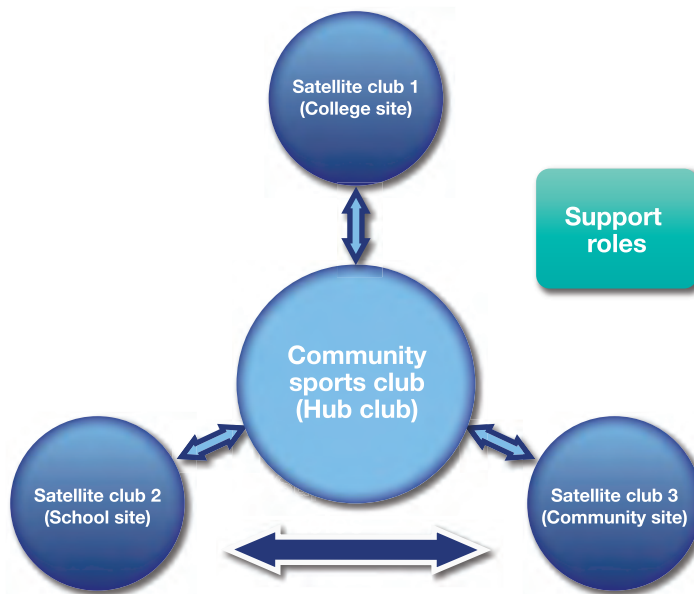 Satellite club 1
(College site)
Support
roles
Community
sports club
(Hub club)
Satellite club 2
(School site)
Satellite club 3
(Community site)